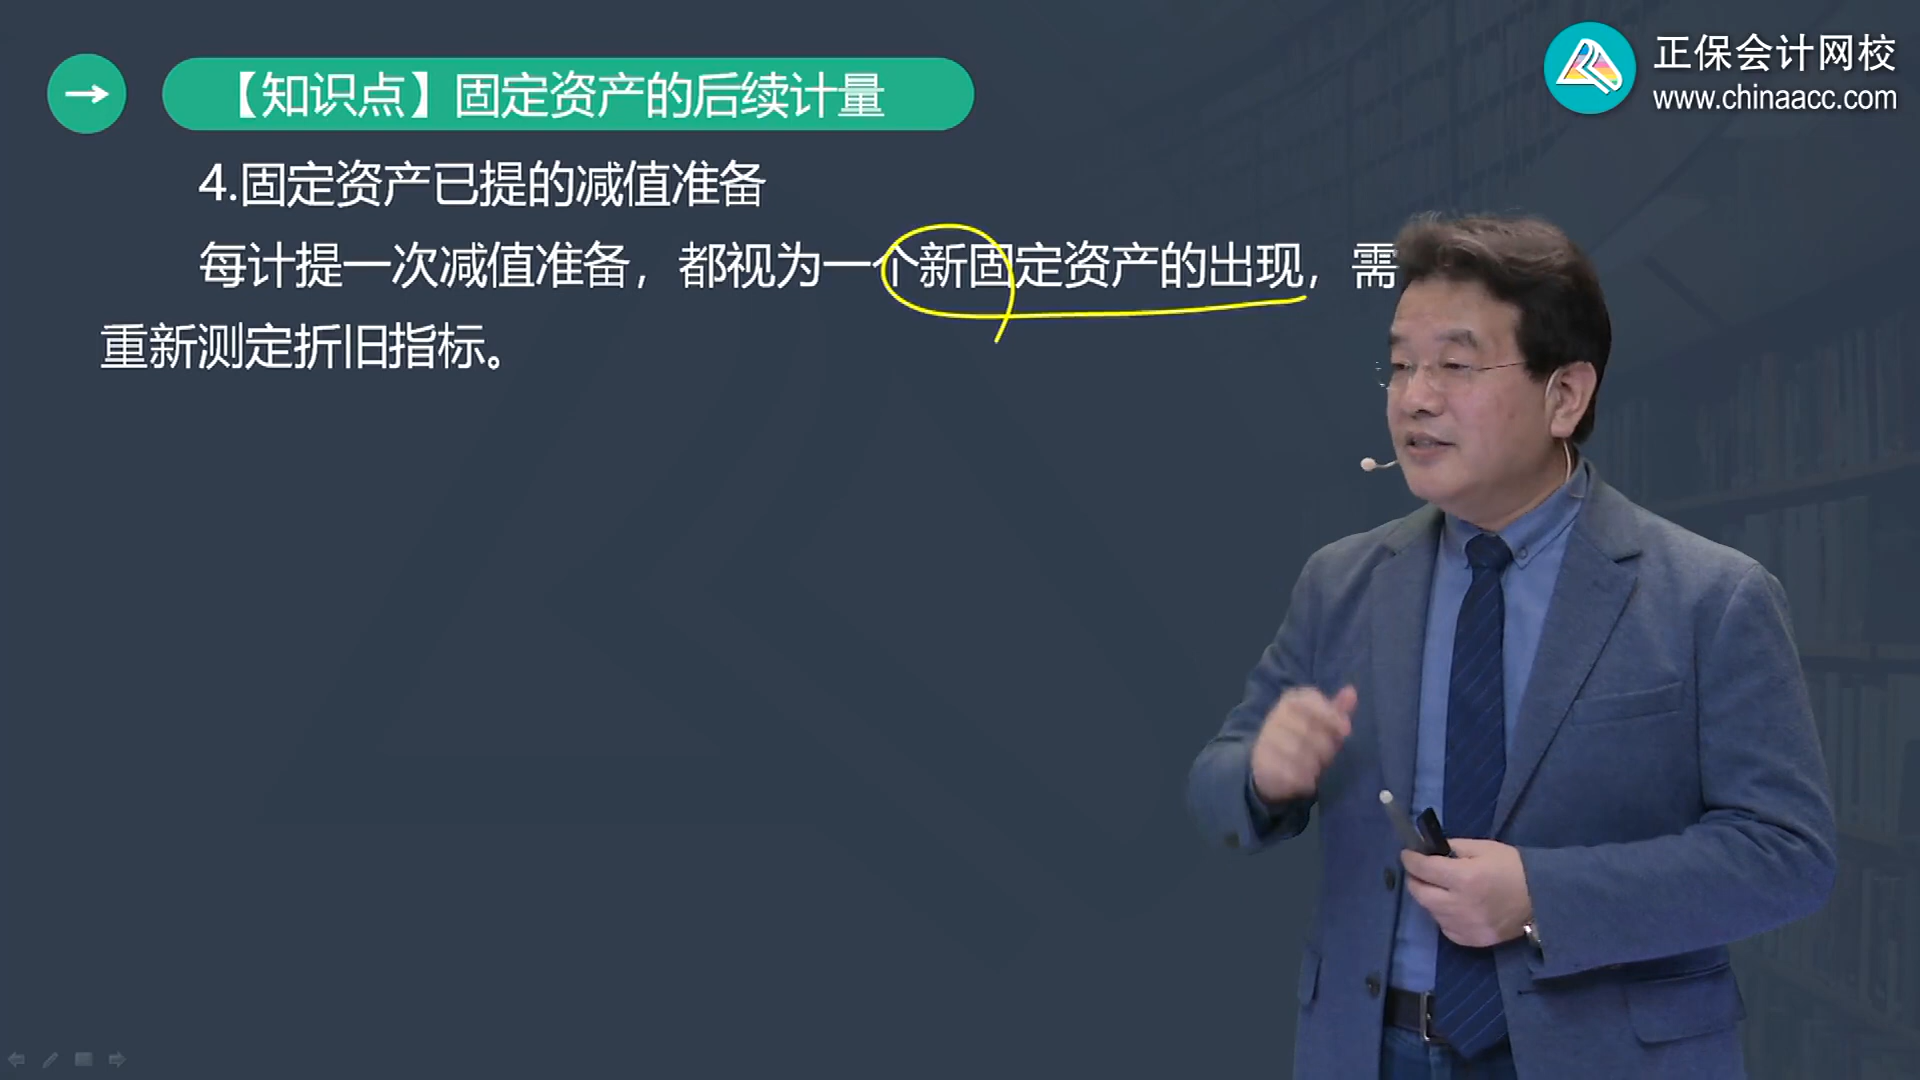 正保会计网校
www.chinaacc.com
【知识点】固定资产的后续计量
4.固定资产已提的减值准备
每计提一次减值准备，都视为一个新固定资产的出现，需
重新测定折旧指标。